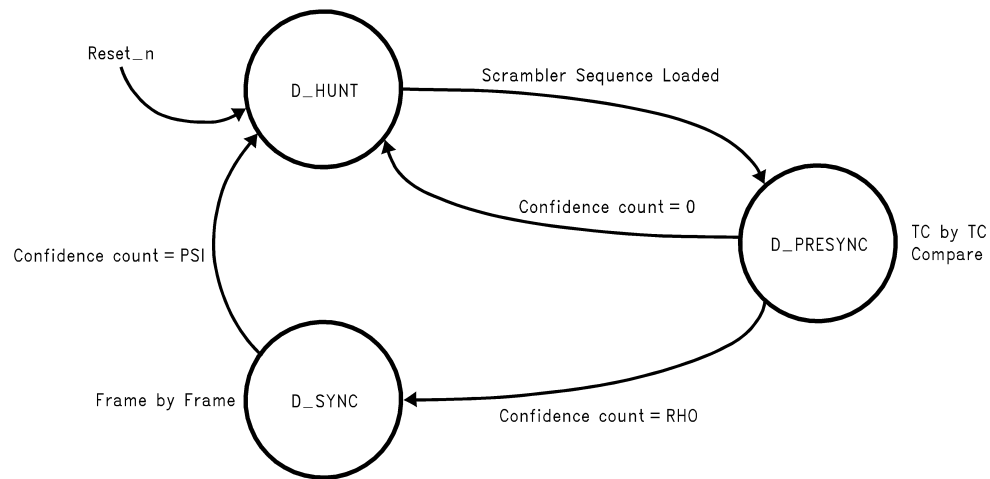 Reset_n
D_HUNT
Scrambler Sequence Loaded
Confidence count = 0
D_PRESYNC
TC by TC
Compare
Confidence count = PSI
Frame by Frame
D_SYNC
Confidence count = RHO